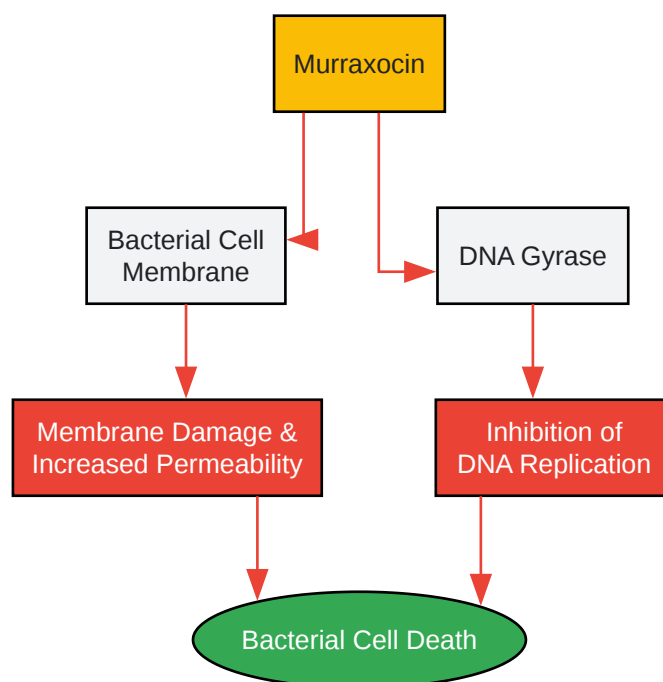 Murraxocin
Bacterial Cell
Membrane
DNA Gyrase
Membrane Damage &
Increased Permeability
Inhibition of
DNA Replication
Bacterial Cell Death